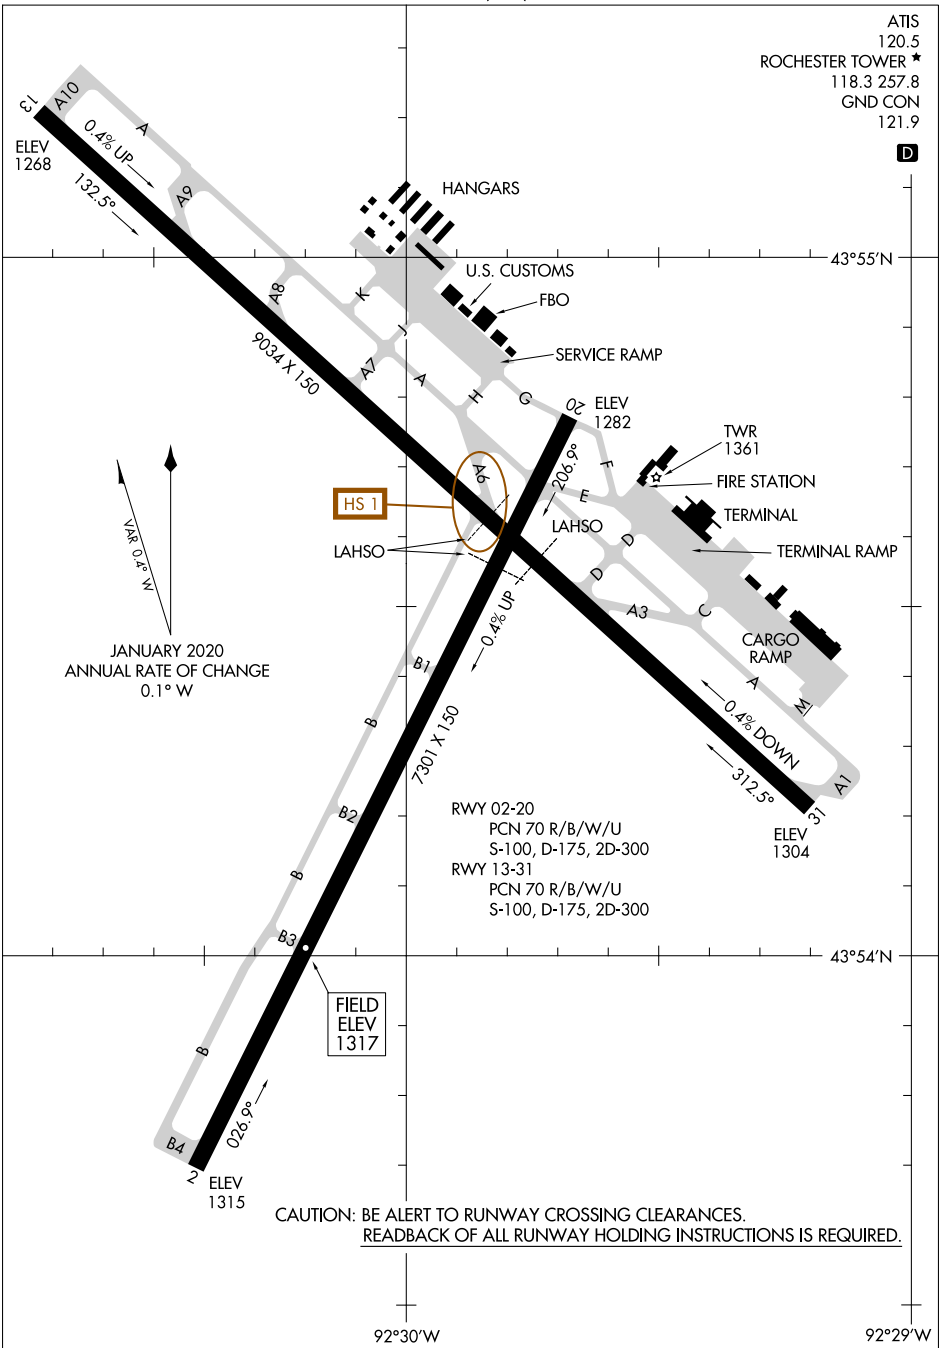 ATIS
120.5
ROCHESTER TOWER ★
118.3 257.8
GND CON
121.9
D
13
A10
ELEV
1268
0.4% UP
132.5°
A
A9
HANGARS
43°55'N
U.S. CUSTOMS
FBO
A8
K
J
SERVICE RAMP
9034 X 150
A7
A
H
G
20
ELEV
1282
TWR
1361
FIRE STATION
TERMINAL
TERMINAL RAMP
206.9°
F
E
A6
HS 1
LAHSO
LAHSO
D
D
VAR 0.4° W
JANUARY 2020
ANNUAL RATE OF CHANGE
0.1° W
0.4% UP
A3
C
CARGO
RAMP
B1
A
M
0.4% DOWN
312.5°
A1
31
ELEV
1304
B
7301 X 150
B2
RWY 02-20
PCN 70 R/B/W/U
S-100, D-175, 2D-300
RWY 13-31
PCN 70 R/B/W/U
S-100, D-175, 2D-300
B
B3
43°54'N
FIELD
ELEV
1317
B
026.9°
B4
2
ELEV
1315
CAUTION: BE ALERT TO RUNWAY CROSSING CLEARANCES.
READBACK OF ALL RUNWAY HOLDING INSTRUCTIONS IS REQUIRED.
92°30'W
92°29'W